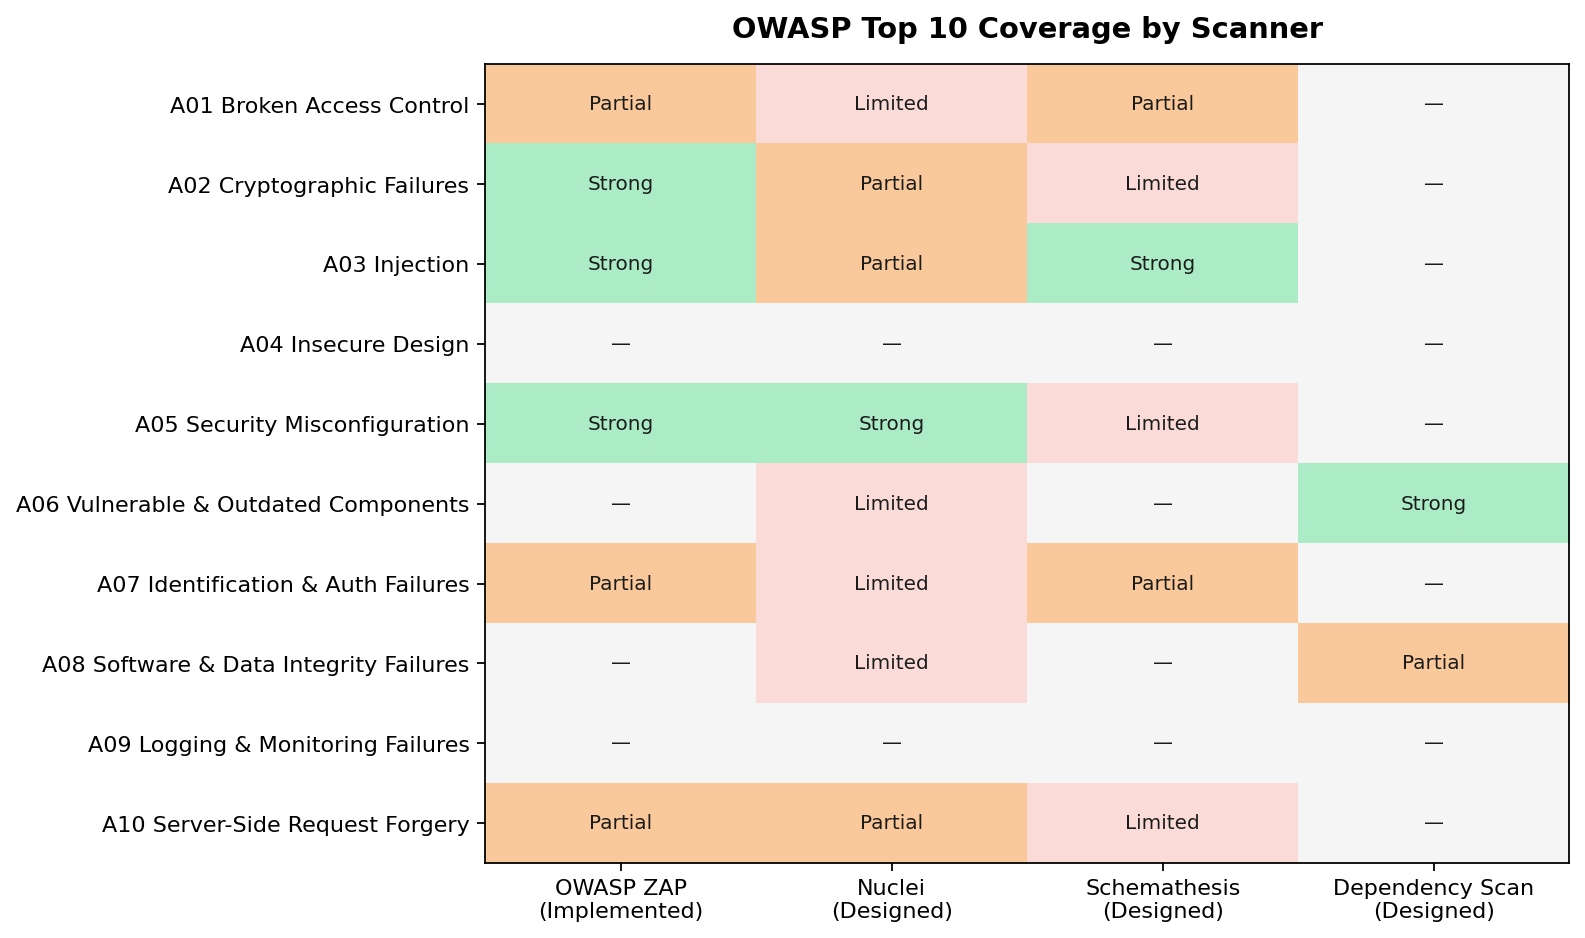 OWASP Top 10 Coverage by Scanner
A01 Broken Access Control Partial Limited Partial —
A02 Cryptographic Failures Strong Partial Limited —
A03 Injection Strong Partial Strong —
A04 Insecure Design — — — —
A05 Security Misconfiguration Strong Strong Limited —
A06 Vulnerable & Outdated Components — Limited — Strong
A07 Identification & Auth Failures Partial Limited Partial —
A08 Software & Data Integrity Failures — Limited — Partial
A09 Logging & Monitoring Failures — — — —
A10 Server-Side Request Forgery Partial Partial Limited —
OWASP ZAP Nuclei Schemathesis Dependency Scan
(Implemented) (Designed) (Designed) (Designed)